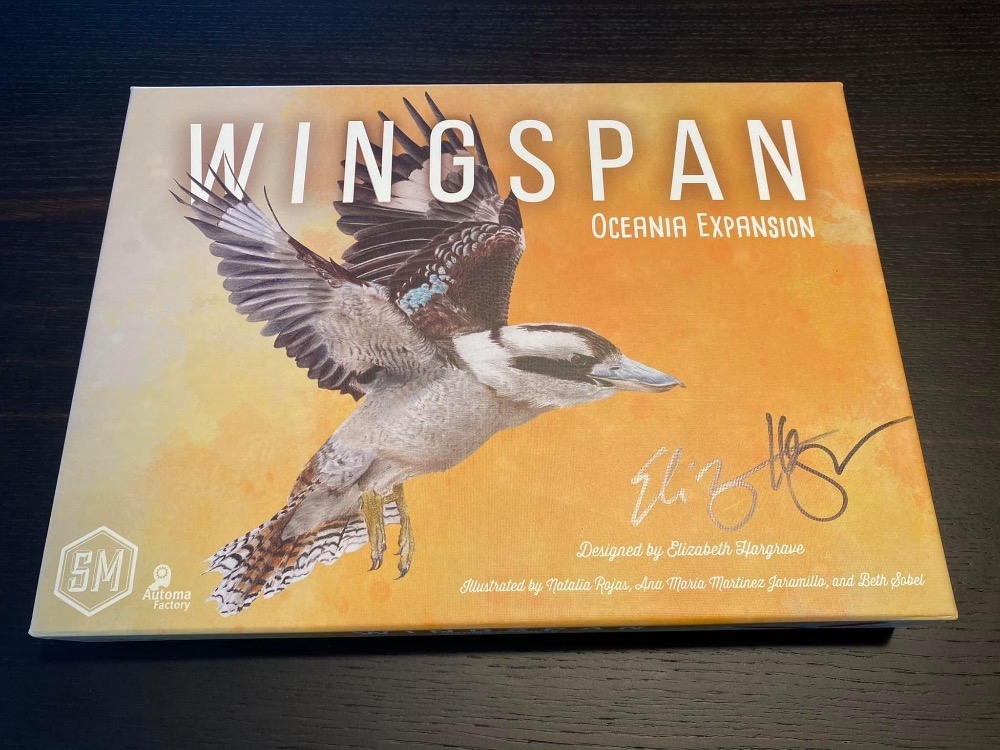 WINGSPAN
OCEANIA EXPANSION
Designed by Elizabeth Hargrave
Illustrated by Natalia Rojas, Ana Maria Martinez Jaramillo, and Beth Sobel
SM
Automa
Factory